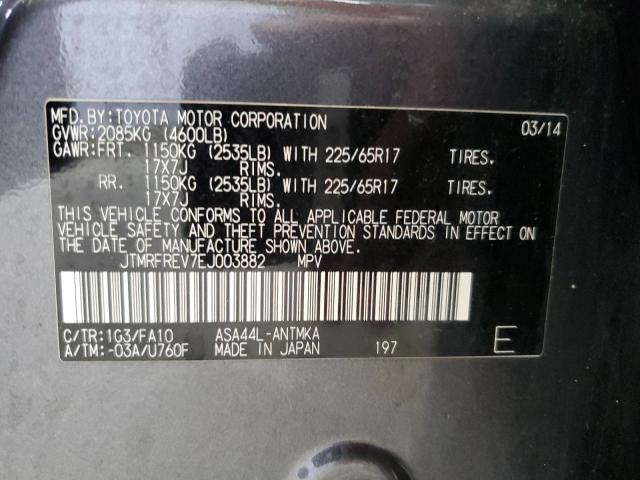 MFD. BY: TOYOTA MOTOR CORPORATION 03/14
GVWR: 2085KG (4600LB)
GAWR: FRT. 1150KG (2535LB) WITH 225/65R17 TIRES.
17X7J RIMS.
RR. 1150KG (2535LB) WITH 225/65R17 TIRES.
17X7J RIMS.
THIS VEHICLE CONFORMS TO ALL APPLICABLE FEDERAL MOTOR
VEHICLE SAFETY AND THEFT PREVENTION STANDARDS IN EFFECT ON
THE DATE OF MANUFACTURE SHOWN ABOVE.
JTMRFREV7EJ003882 MPV
C/TR: 1G3/FA10 ASA44L-ANTMKA
A/TM: -03A/U760F MADE IN JAPAN 197 E